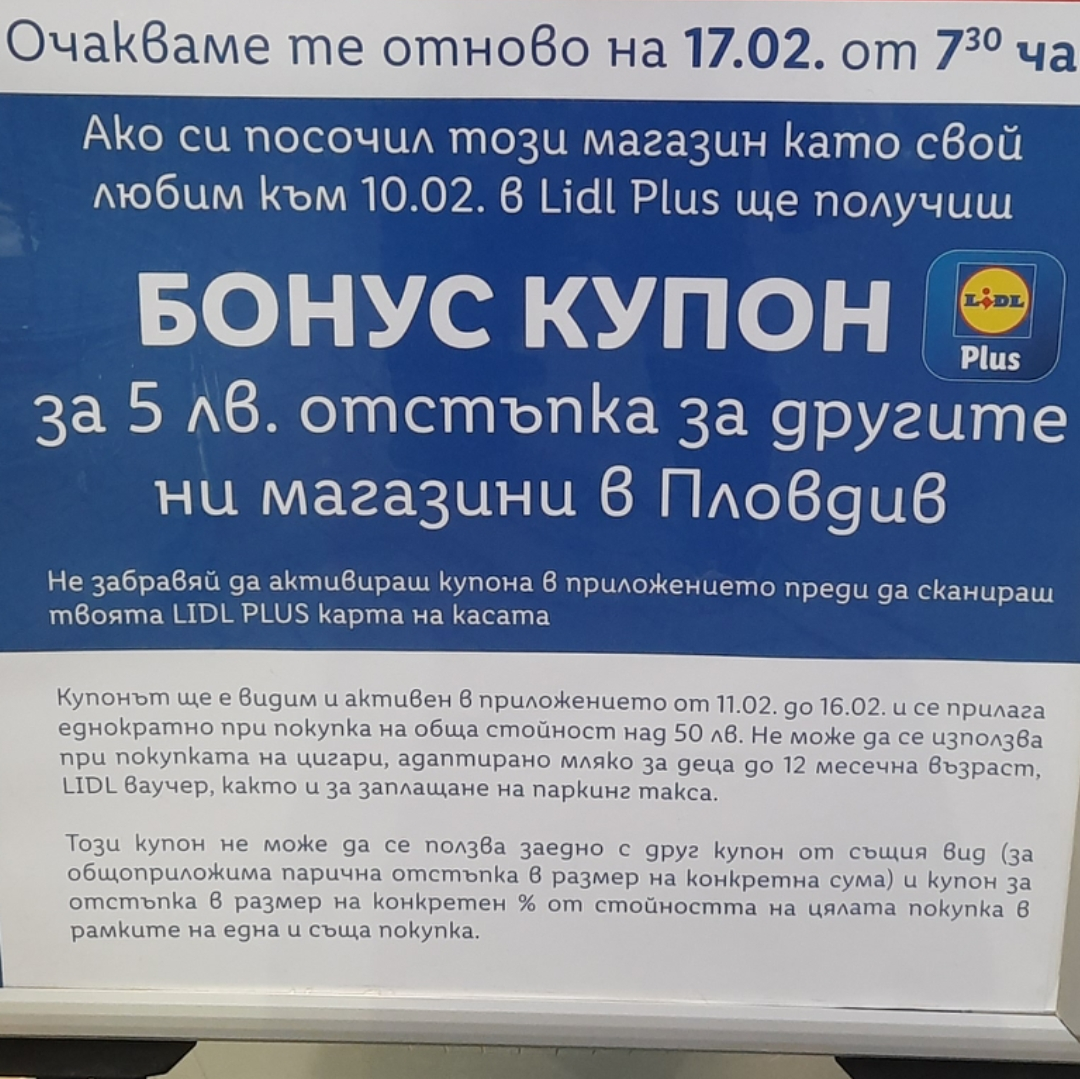 Очакваме те отново на 17.02. от 7³⁰ ча
Ако си посочил този магазин като свой
любим към 10.02. в Lidl Plus ще получиш
БОНУС КУПОН
LIDL
Plus
за 5 лв. отстъпка за другите
ни магазини в Пловдив
Не забравяй да активираш купона в приложението преди да сканираш
твоята LIDL PLUS карта на касата
Купонът ще е видим и активен в приложението от 11.02. до 16.02. и се прилага
еднократно при покупка на обща стойност над 50 лв. Не може да се използва
при покупката на цигари, адаптирано мляко за деца до 12 месечна възраст,
LIDL ваучер, както и за заплащане на паркинг такса.
Този купон не може да се ползва заедно с друг купон от същия вид (за
общоприложима парична отстъпка в размер на конкретна сума) и купон за
отстъпка в размер на конкретен % от стойността на цялата покупка в
рамките на една и съща покупка.